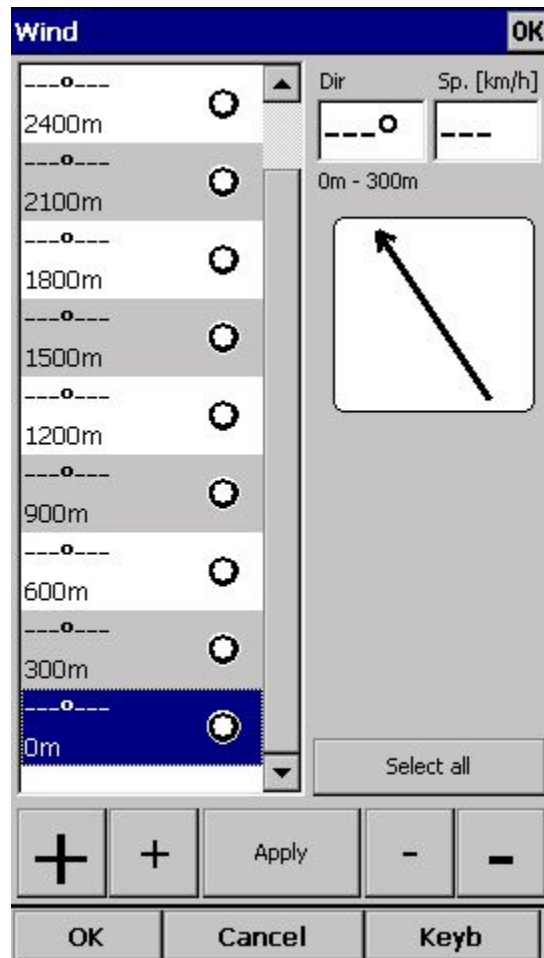 Wind OK
---°---
2400m
---°---
2100m
---°---
1800m
---°---
1500m
---°---
1200m
---°---
900m
---°---
600m
---°---
300m
---°---
0m
Dir Sp. [km/h]
---° ---
0m - 300m
Select all
+ + Apply - -
OK Cancel Keyb